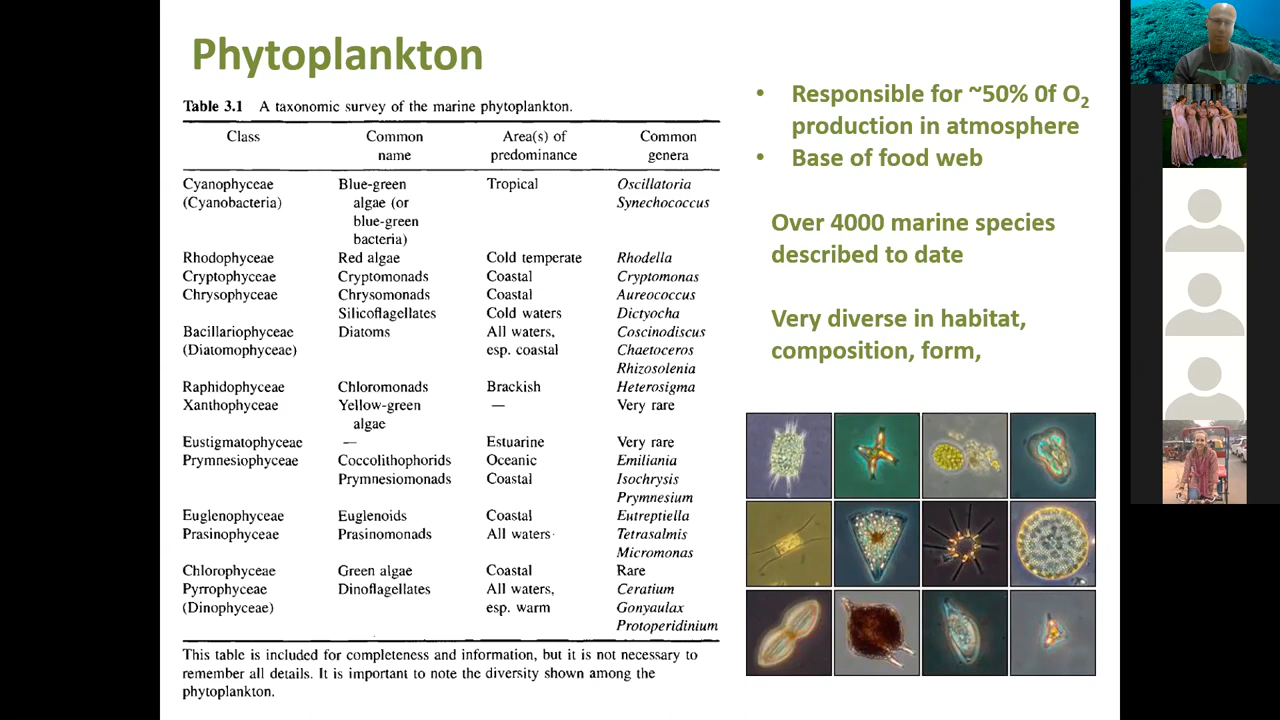 Phytoplankton
Table 3.1 A taxonomic survey of the marine phytoplankton.
Class Common name Area(s) of predominance Common genera
Cyanophyceae Blue-green Tropical Oscillatoria
(Cyanobacteria) algae (or Synechococcus
blue-green
bacteria)
Rhodophyceae Red algae Cold temperate Rhodella
Cryptophyceae Cryptomonads Coastal Cryptomonas
Chrysophyceae Chrysomonads Coastal Aureococcus
Silicoflagellates Cold waters Dictyocha
Bacillariophyceae Diatoms All waters, Coscinodiscus
(Diatomophyceae) esp. coastal Chaetoceros
Rhizosolenia
Raphidophyceae Chloromonads Brackish Heterosigma
Xanthophyceae Yellow-green — Very rare
algae
Eustigmatophyceae — Estuarine Very rare
Prymnesiophyceae Coccolithophorids Oceanic Emiliania
Prymnesiomonads Coastal Isochrysis
Prymnesium
Euglenophyceae Euglenoids Coastal Eutreptiella
Prasinophyceae Prasinomonads All waters Tetrasalmis
Micromonas
Chlorophyceae Green algae Coastal Rare
Pyrrophyceae Dinoflagellates All waters, Ceratium
(Dinophyceae) esp. warm Gonyaulax
Protoperidinium
This table is included for completeness and information, but it is not necessary to
remember all details. It is important to note the diversity shown among the
phytoplankton.
• Responsible for ~50% 0f O₂
production in atmosphere
• Base of food web
Over 4000 marine species
described to date
Very diverse in habitat,
composition, form,